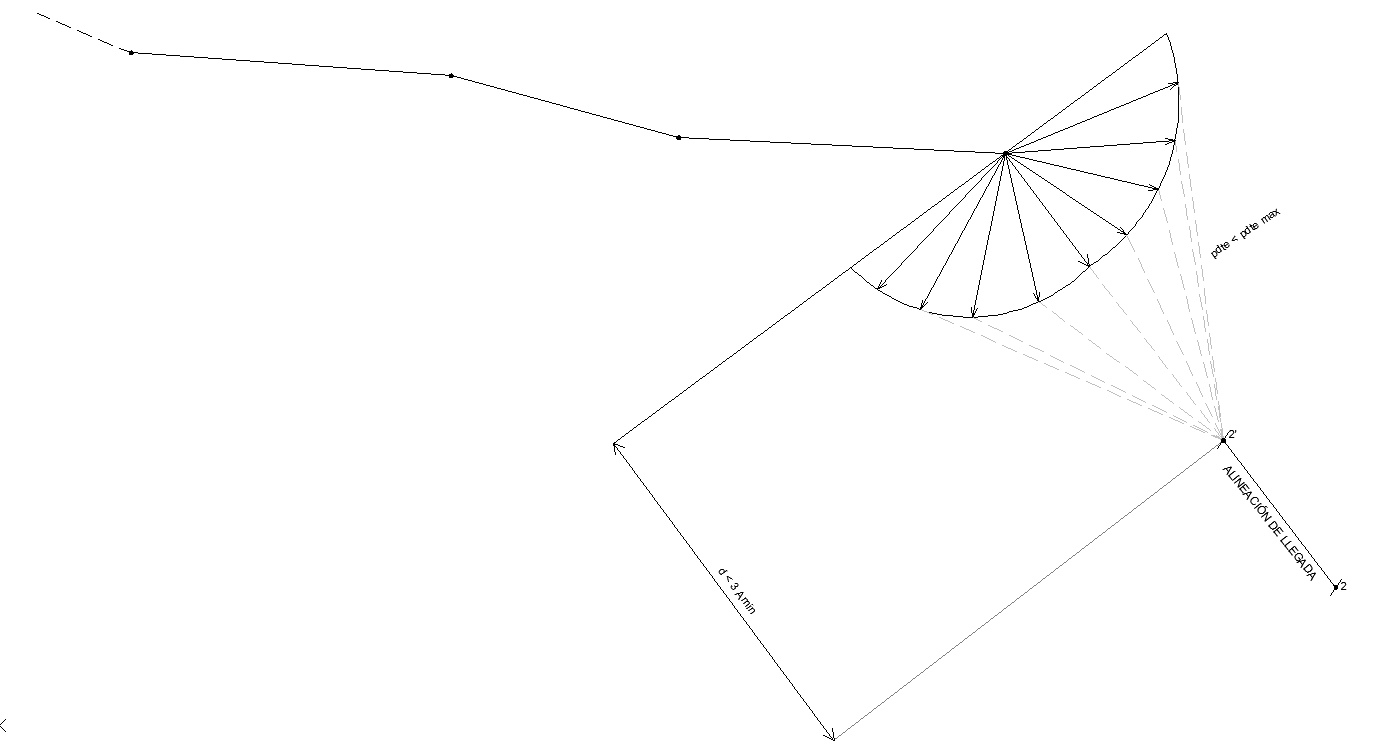 pdte < pdte max
2'
ALINEACIÓN DE LLEGADA
d < 3 Amin
2